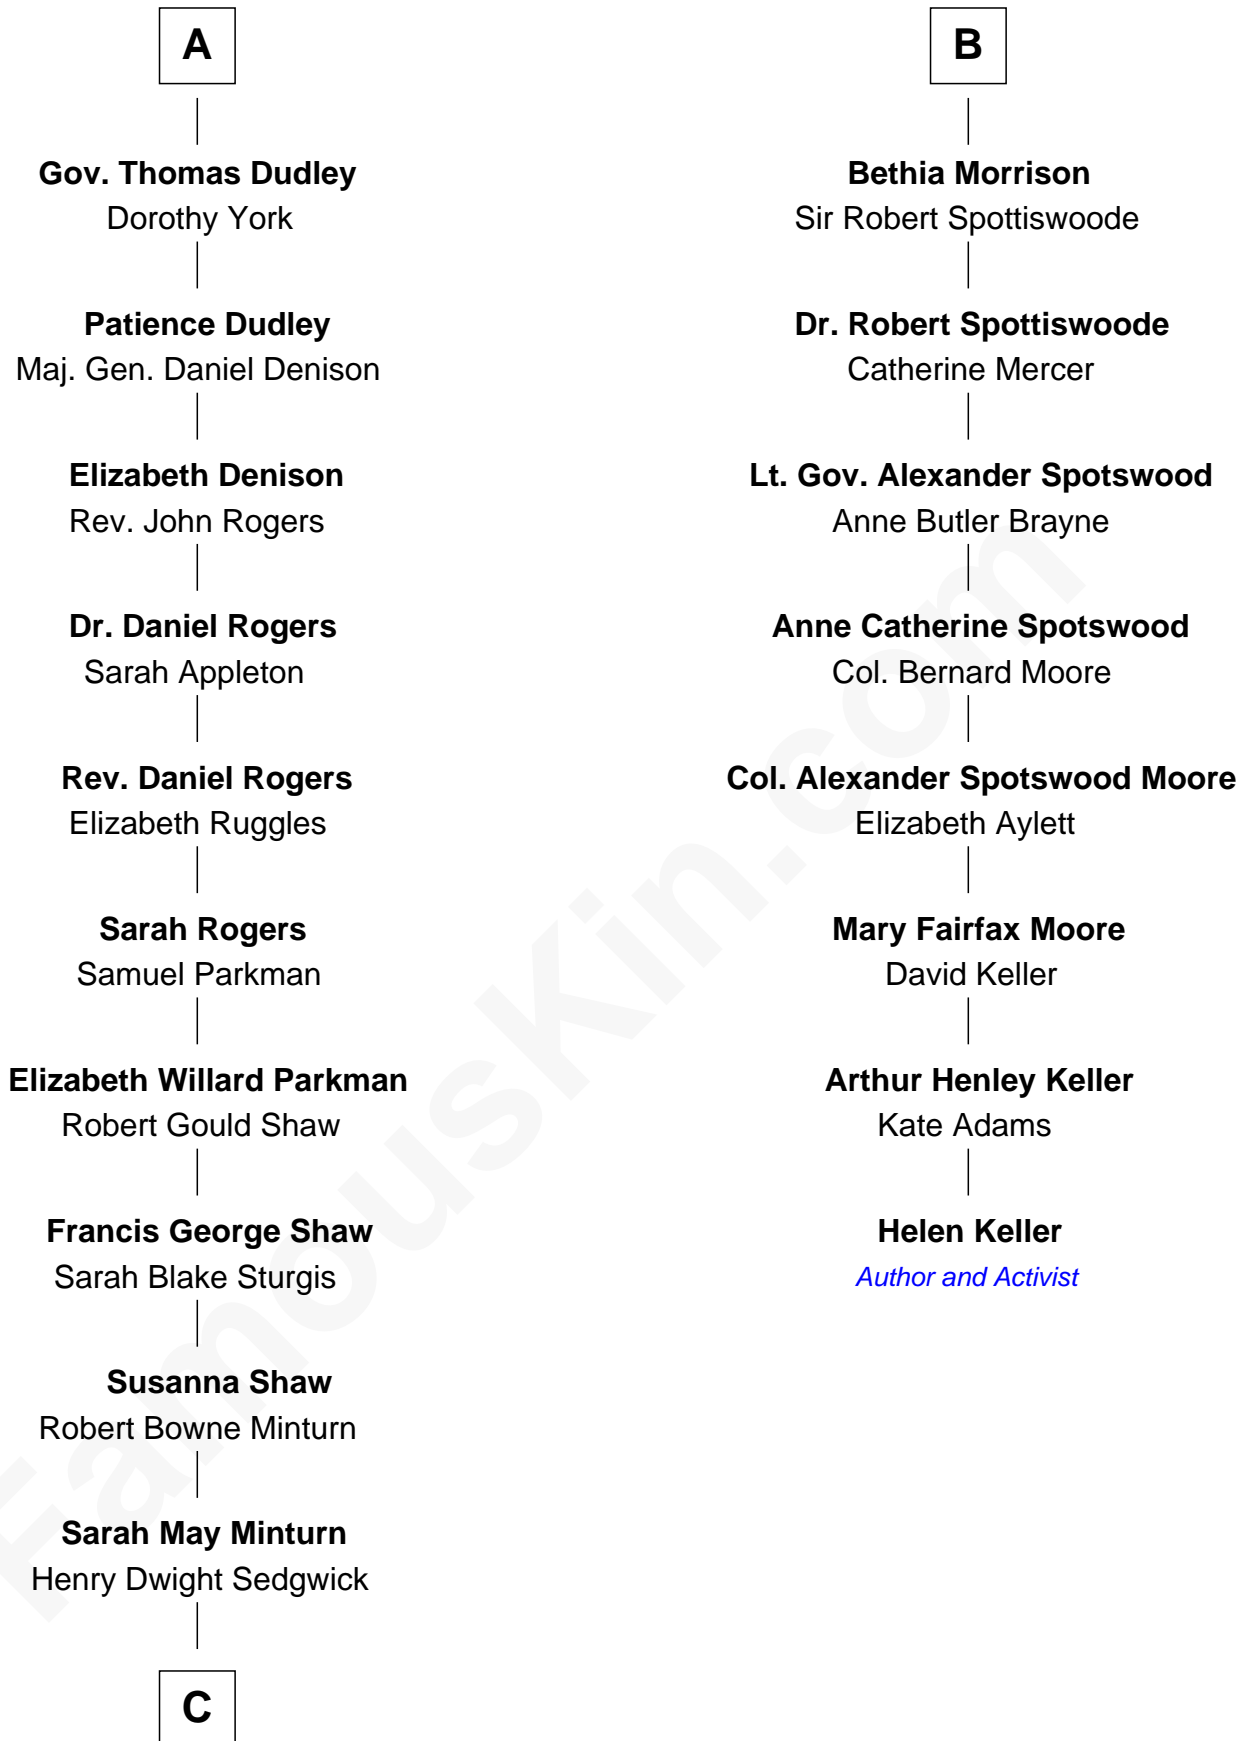 A
Gov. Thomas Dudley
Dorothy York
Patience Dudley
Maj. Gen. Daniel Denison
Elizabeth Denison
Rev. John Rogers
Dr. Daniel Rogers
Sarah Appleton
Rev. Daniel Rogers
Elizabeth Ruggles
Sarah Rogers
Samuel Parkman
Elizabeth Willard Parkman
Robert Gould Shaw
Francis George Shaw
Sarah Blake Sturgis
Susanna Shaw
Robert Bowne Minturn
Sarah May Minturn
Henry Dwight Sedgwick
C
B
Bethia Morrison
Sir Robert Spottiswoode
Dr. Robert Spottiswoode
Catherine Mercer
Lt. Gov. Alexander Spotswood
Anne Butler Brayne
Anne Catherine Spotswood
Col. Bernard Moore
Col. Alexander Spotswood Moore
Elizabeth Aylett
Mary Fairfax Moore
David Keller
Arthur Henley Keller
Kate Adams
Helen Keller
Author and Activist
FamousKin.com